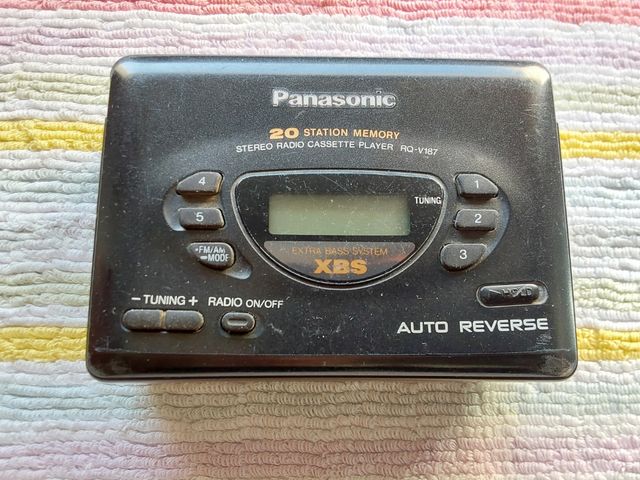 Panasonic
20 STATION MEMORY
STEREO RADIO CASSETTE PLAYER RQ-V187
4
1
TUNING
5
2
•FM/AM
—MODE
EXTRA BASS SYSTEM
XBS
3
− TUNING +
RADIO ON/OFF
AUTO REVERSE